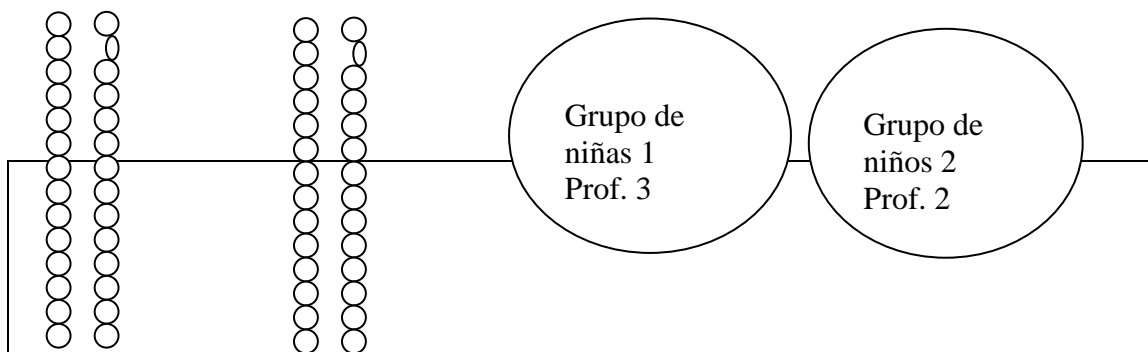 Grupo de
niñas 1
Prof. 3
Grupo de
niños 2
Prof. 2